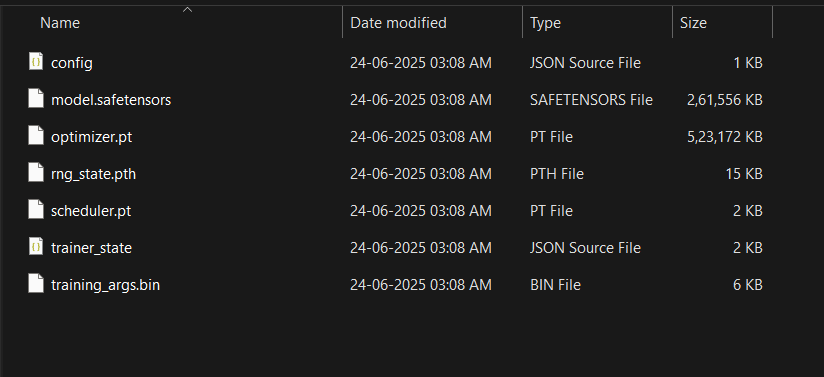 Name Date modified Type Size
config 24-06-2025 03:08 AM JSON Source File 1 KB
model.safetensors 24-06-2025 03:08 AM SAFETENSORS File 2,61,556 KB
optimizer.pt 24-06-2025 03:08 AM PT File 5,23,172 KB
rng_state.pth 24-06-2025 03:08 AM PTH File 15 KB
scheduler.pt 24-06-2025 03:08 AM PT File 2 KB
trainer_state 24-06-2025 03:08 AM JSON Source File 2 KB
training_args.bin 24-06-2025 03:08 AM BIN File 6 KB